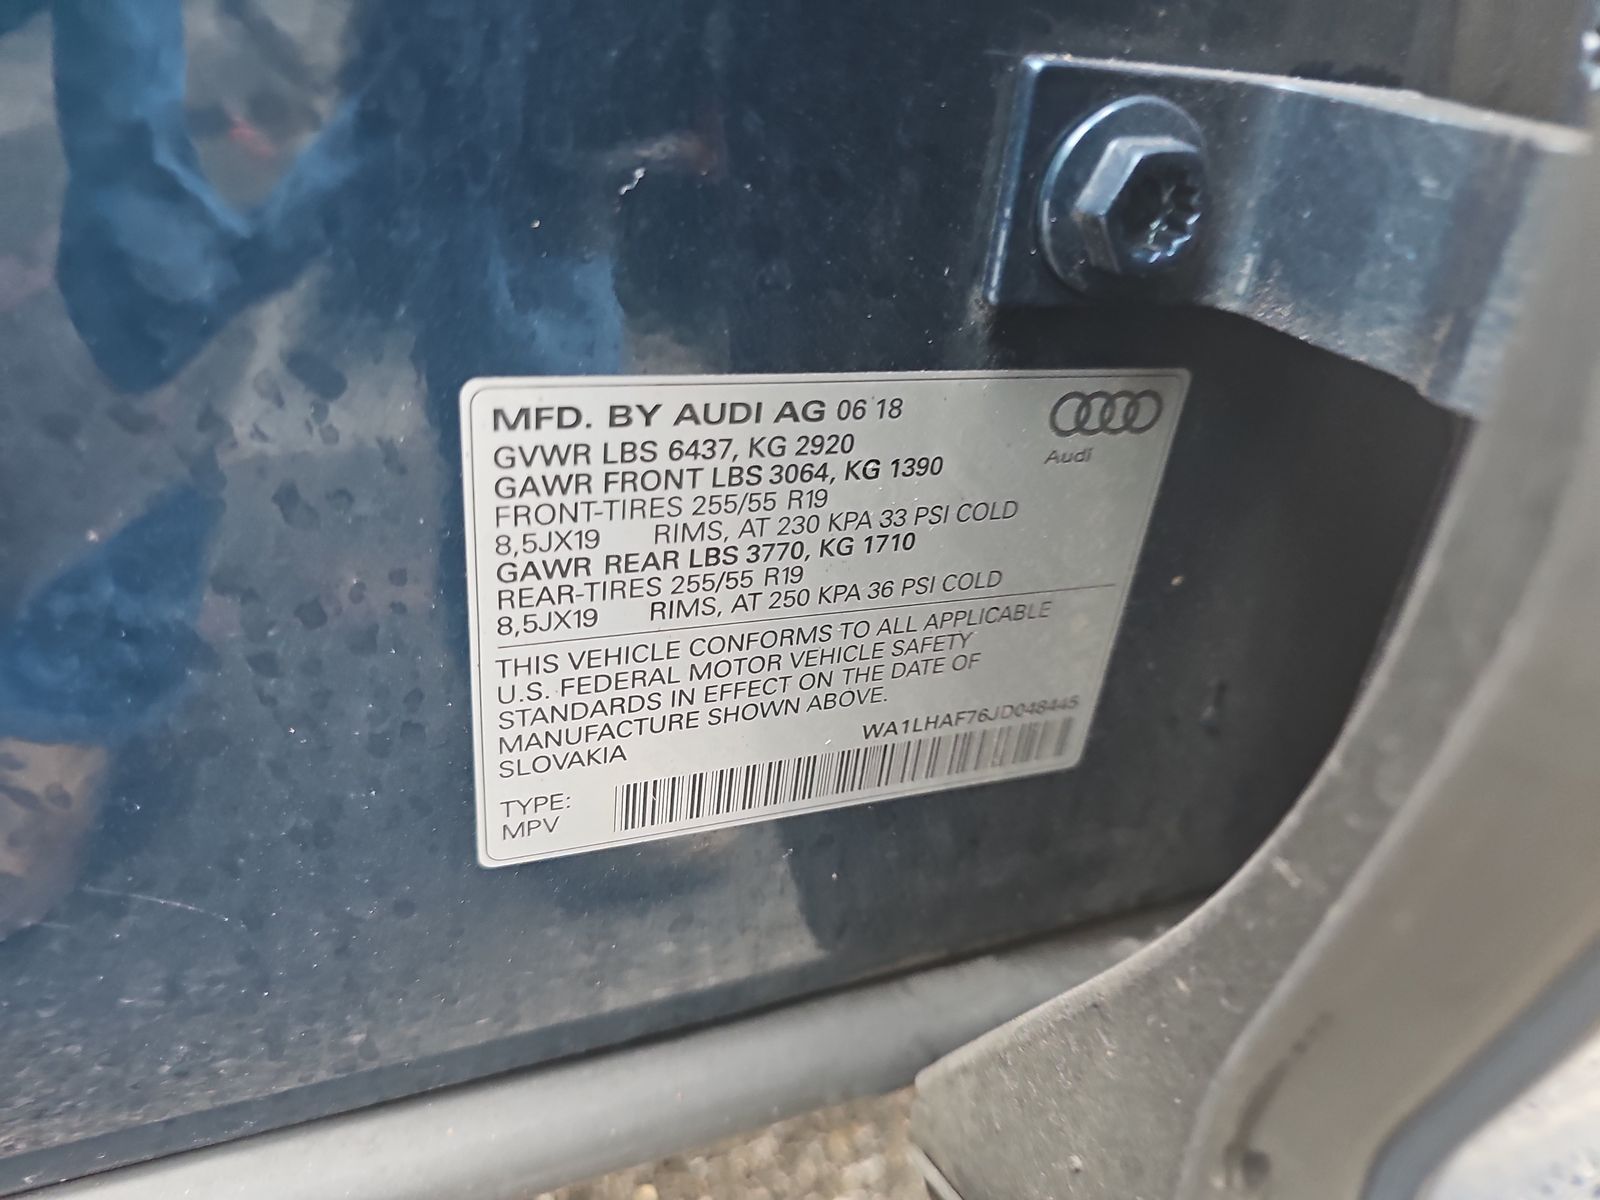 MFD. BY AUDI AG 06 18
Audi
GVWR LBS 6437, KG 2920
GAWR FRONT LBS 3064, KG 1390
FRONT-TIRES 255/55 R19
8,5JX19 RIMS, AT 230 KPA 33 PSI COLD
GAWR REAR LBS 3770, KG 1710
REAR-TIRES 255/55 R19
8,5JX19 RIMS, AT 250 KPA 36 PSI COLD
THIS VEHICLE CONFORMS TO ALL APPLICABLE
U.S. FEDERAL MOTOR VEHICLE SAFETY
STANDARDS IN EFFECT ON THE DATE OF
MANUFACTURE SHOWN ABOVE.
SLOVAKIA WA1LHAF76JD048445
TYPE:
MPV